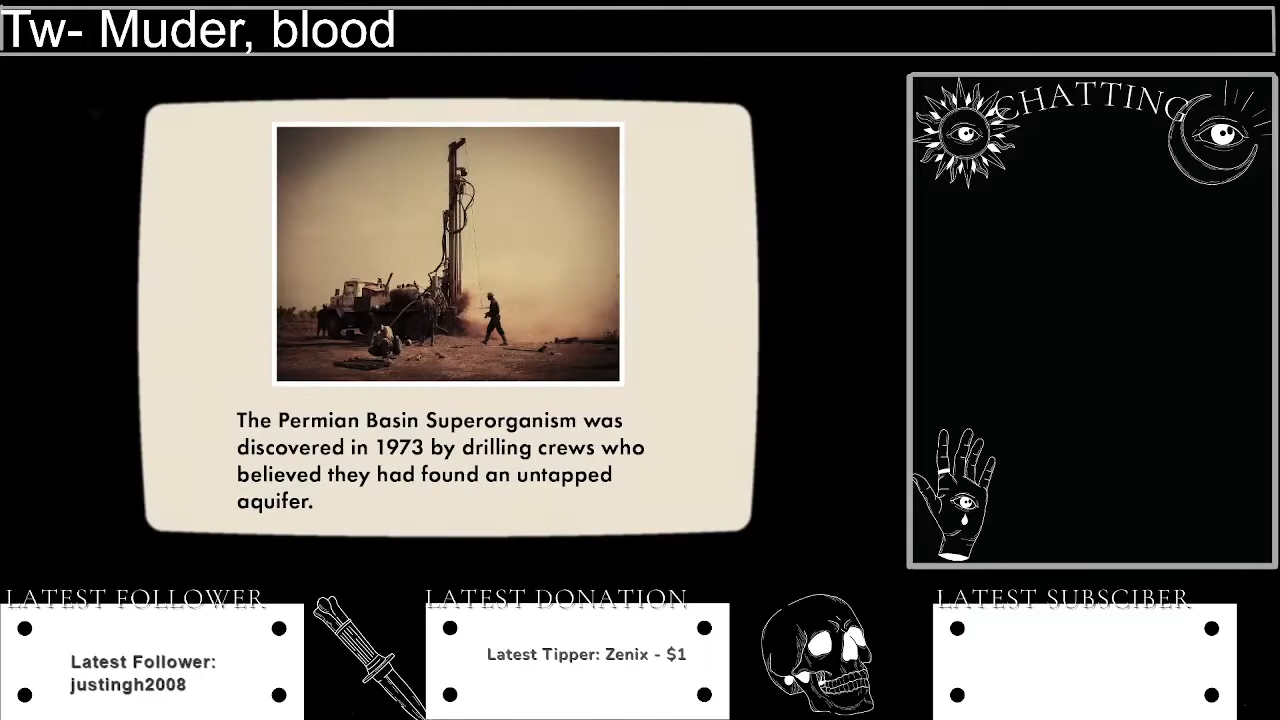 Tw- Muder, blood
CHATTING
The Permian Basin Superorganism was
discovered in 1973 by drilling crews who
believed they had found an untapped
aquifer.
LATEST FOLLOWER
Latest Follower:
justingh2008
LATEST DONATION
Latest Tipper: Zenix - $1
LATEST SUBSCIBER